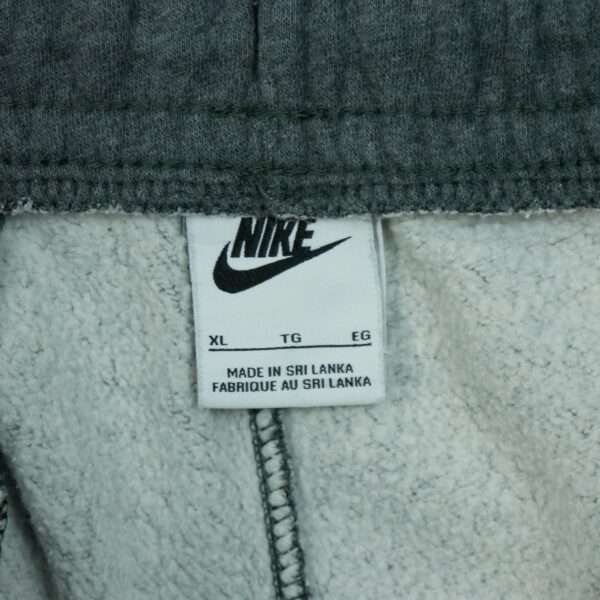 NIKE
XL TG EG
MADE IN SRI LANKA
FABRIQUE AU SRI LANKA